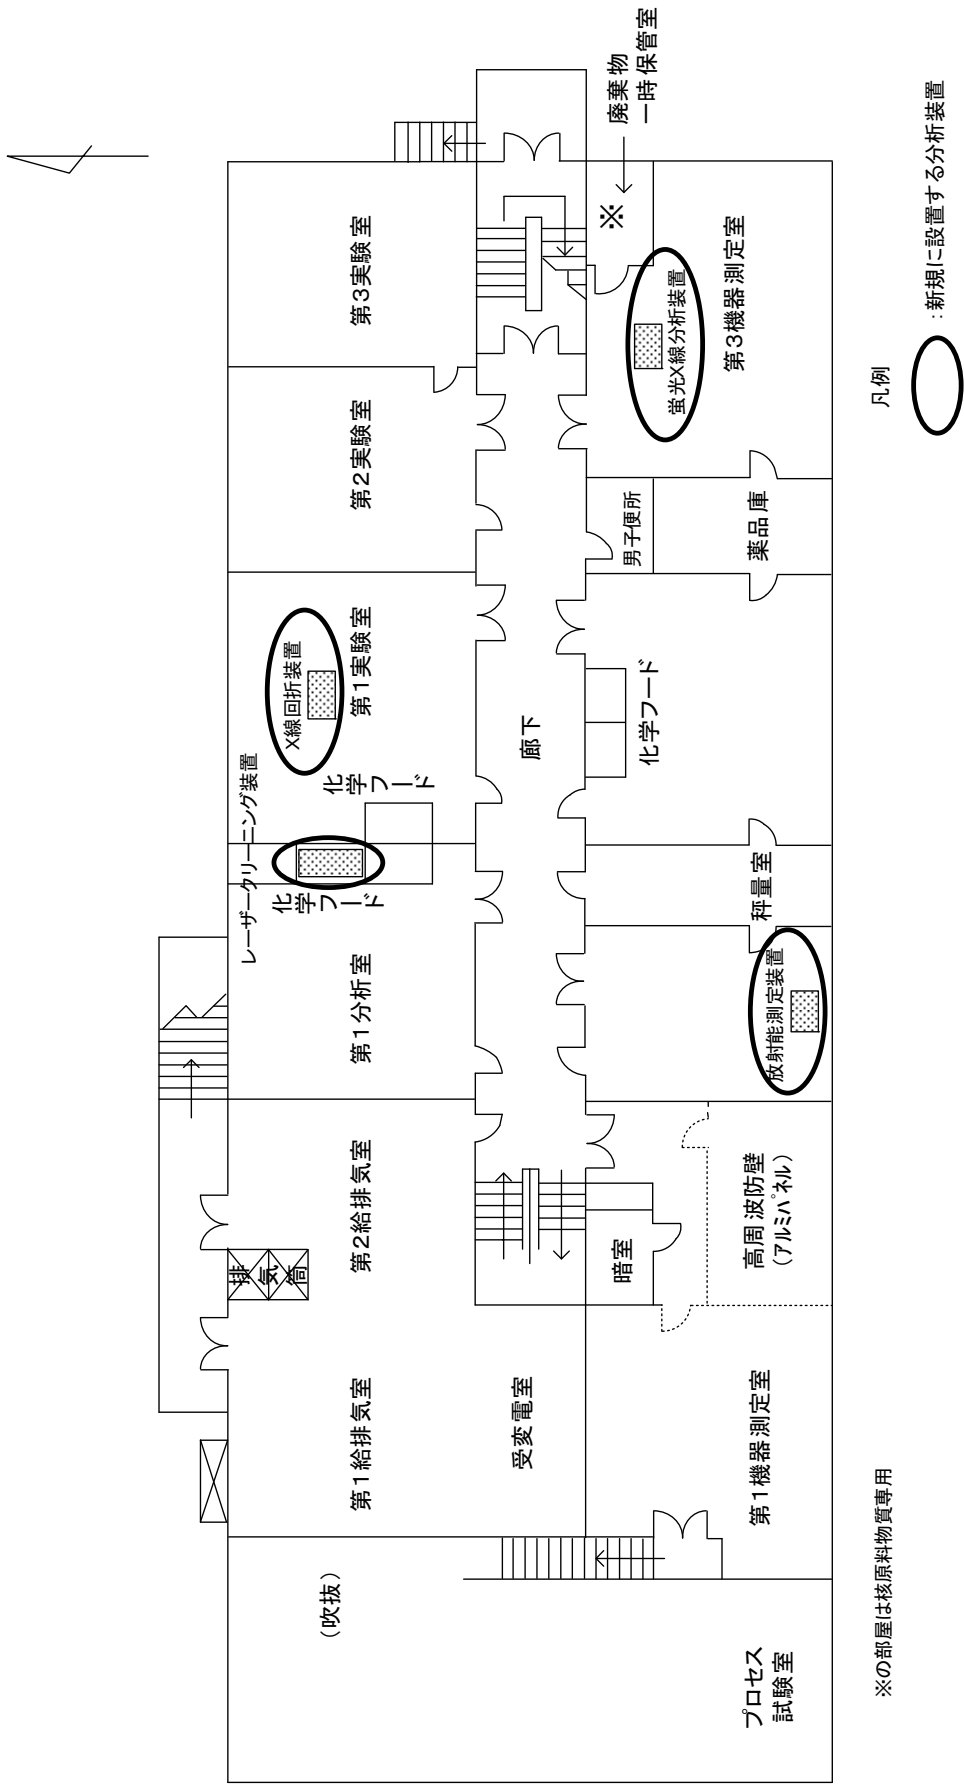 (吹抜)
プロセス
試験室
第1給排気室
第2給排気室
排気筒
受変電室
第1機器測定室
暗室
高周波防壁
(アルミパネル)
第1分析室
レーザークリーニング装置
化学フード
化学フード
X線回折装置
第1実験室
第2実験室
第3実験室
廊下
放射能測定装置
秤量室
化学フード
薬品庫
男子便所
蛍光X線分析装置
第3機器測定室
※
廃棄物
一時保管室
凡例
:新規に設置する分析装置
※の部屋は核原料物質専用